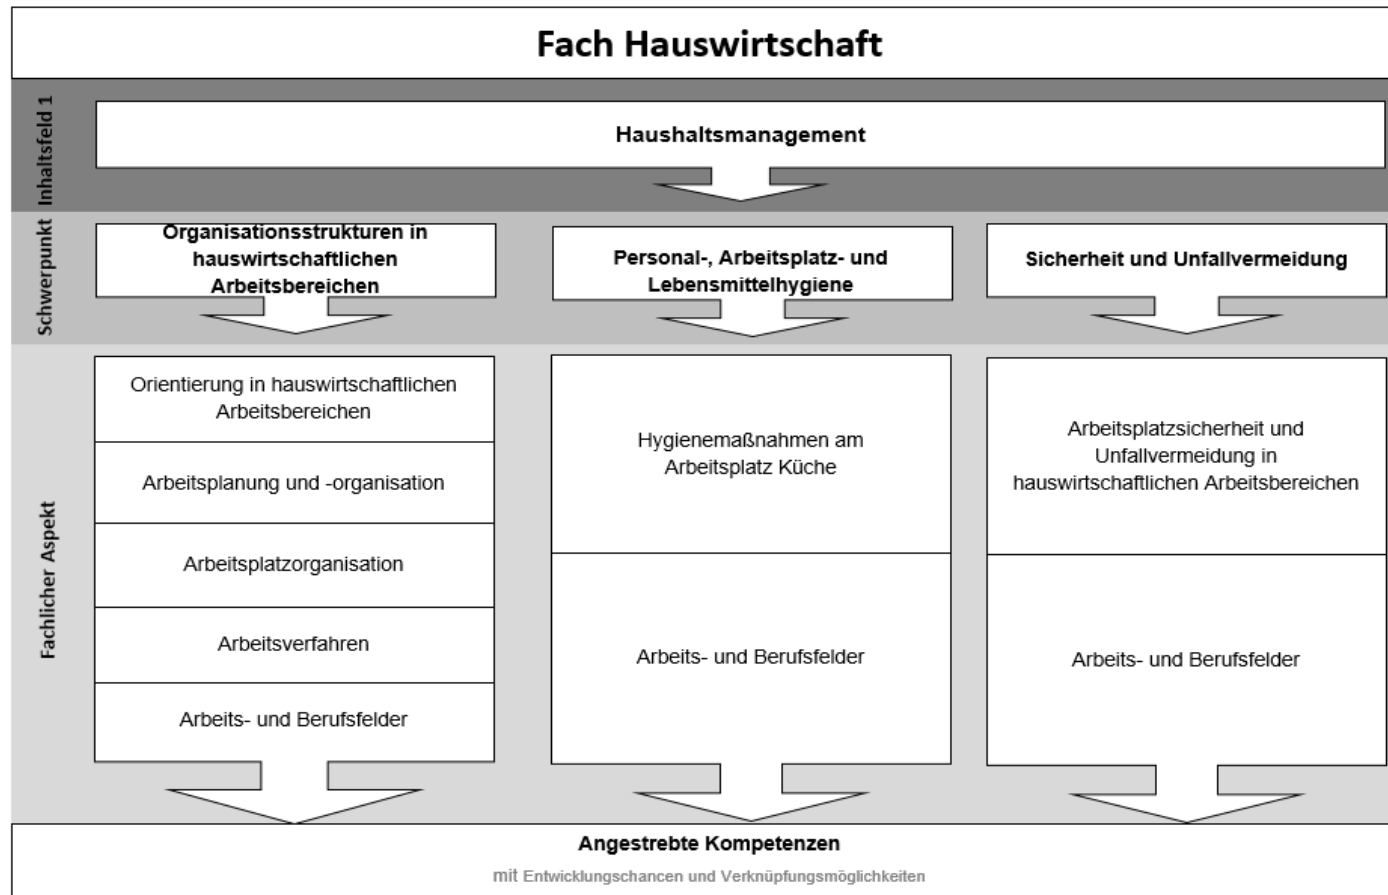 Fach Hauswirtschaft
Inhaltsfeld 1
Haushaltsmanagement
Schwerpunkt
Organisationsstrukturen in
hauswirtschaftlichen
Arbeitsbereichen
Personal-, Arbeitsplatz- und
Lebensmittelhygiene
Sicherheit und Unfallvermeidung
Fachlicher Aspekt
Orientierung in hauswirtschaftlichen
Arbeitsbereichen
Arbeitsplanung und -organisation
Arbeitsplatzorganisation
Arbeitsverfahren
Arbeits- und Berufsfelder
Hygienemaßnahmen am
Arbeitsplatz Küche
Arbeits- und Berufsfelder
Arbeitsplatzsicherheit und
Unfallvermeidung in
hauswirtschaftlichen Arbeitsbereichen
Arbeits- und Berufsfelder
Angestrebte Kompetenzen
mit Entwicklungschancen und Verknüpfungsmöglichkeiten